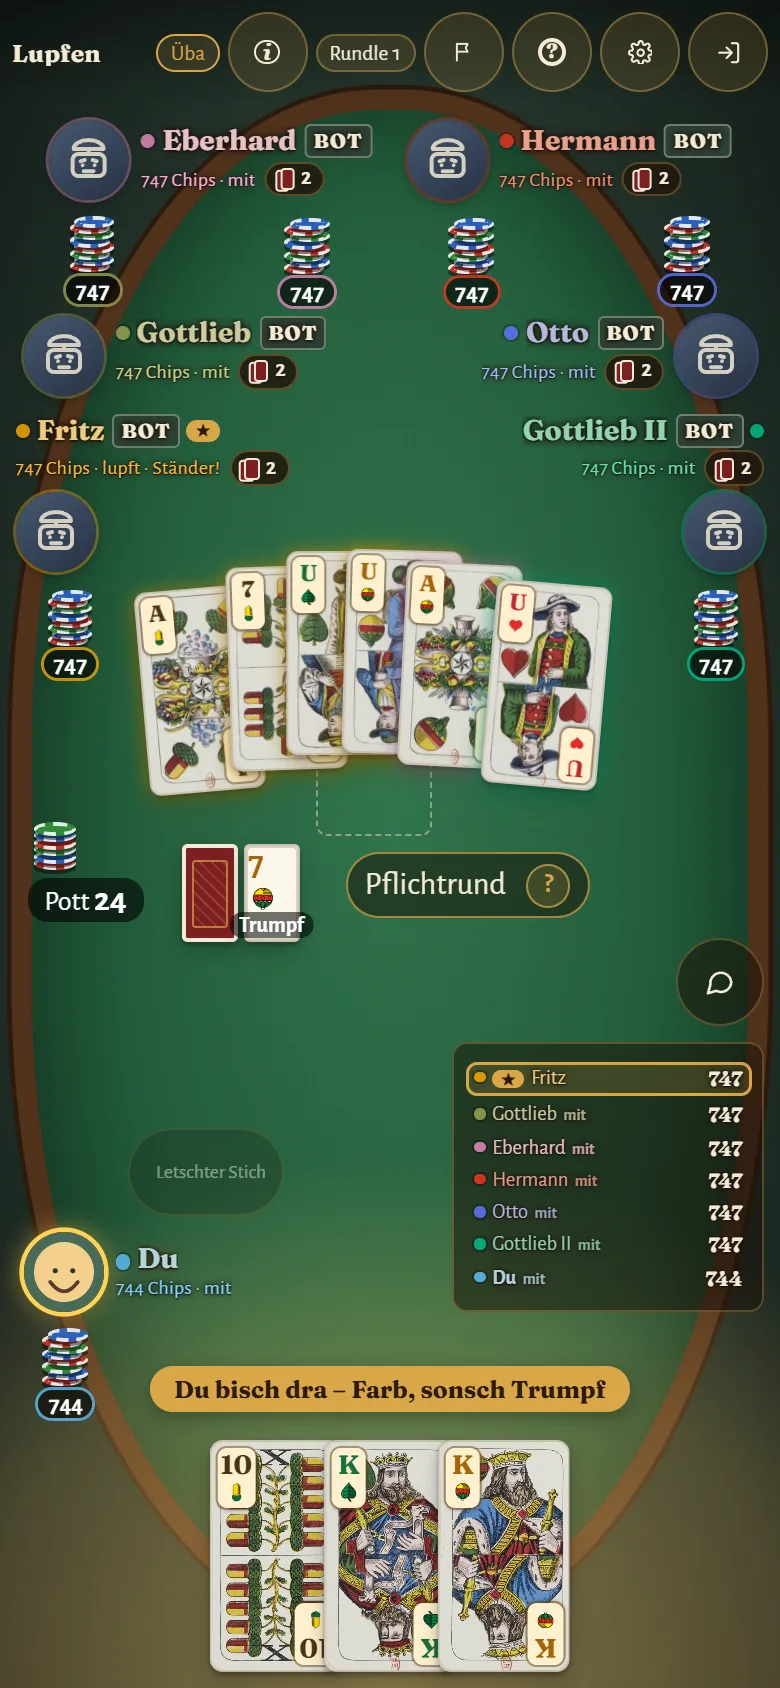 Lupfen
Üba
Rundle 1
?
Eberhard BOT
747 Chips · mit 2
Hermann BOT
747 Chips · mit 2
747
747
747
747
Gottlieb BOT
747 Chips · mit 2
Otto BOT
747 Chips · mit 2
Fritz BOT
747 Chips · lupft · Ständer! 2
Gottlieb II BOT
747 Chips · mit 2
A
7
U
U
A
U
U
747
747
Pott 24
7
Trumpf
Pflichtrund ?
Fritz 747
Gottlieb mit 747
Eberhard mit 747
Hermann mit 747
Otto mit 747
Gottlieb II mit 747
Du mit 744
Letschter Stich
Du
744 Chips · mit
744
Du bisch dra – Farb, sonsch Trumpf
10
K
K
10
K
K